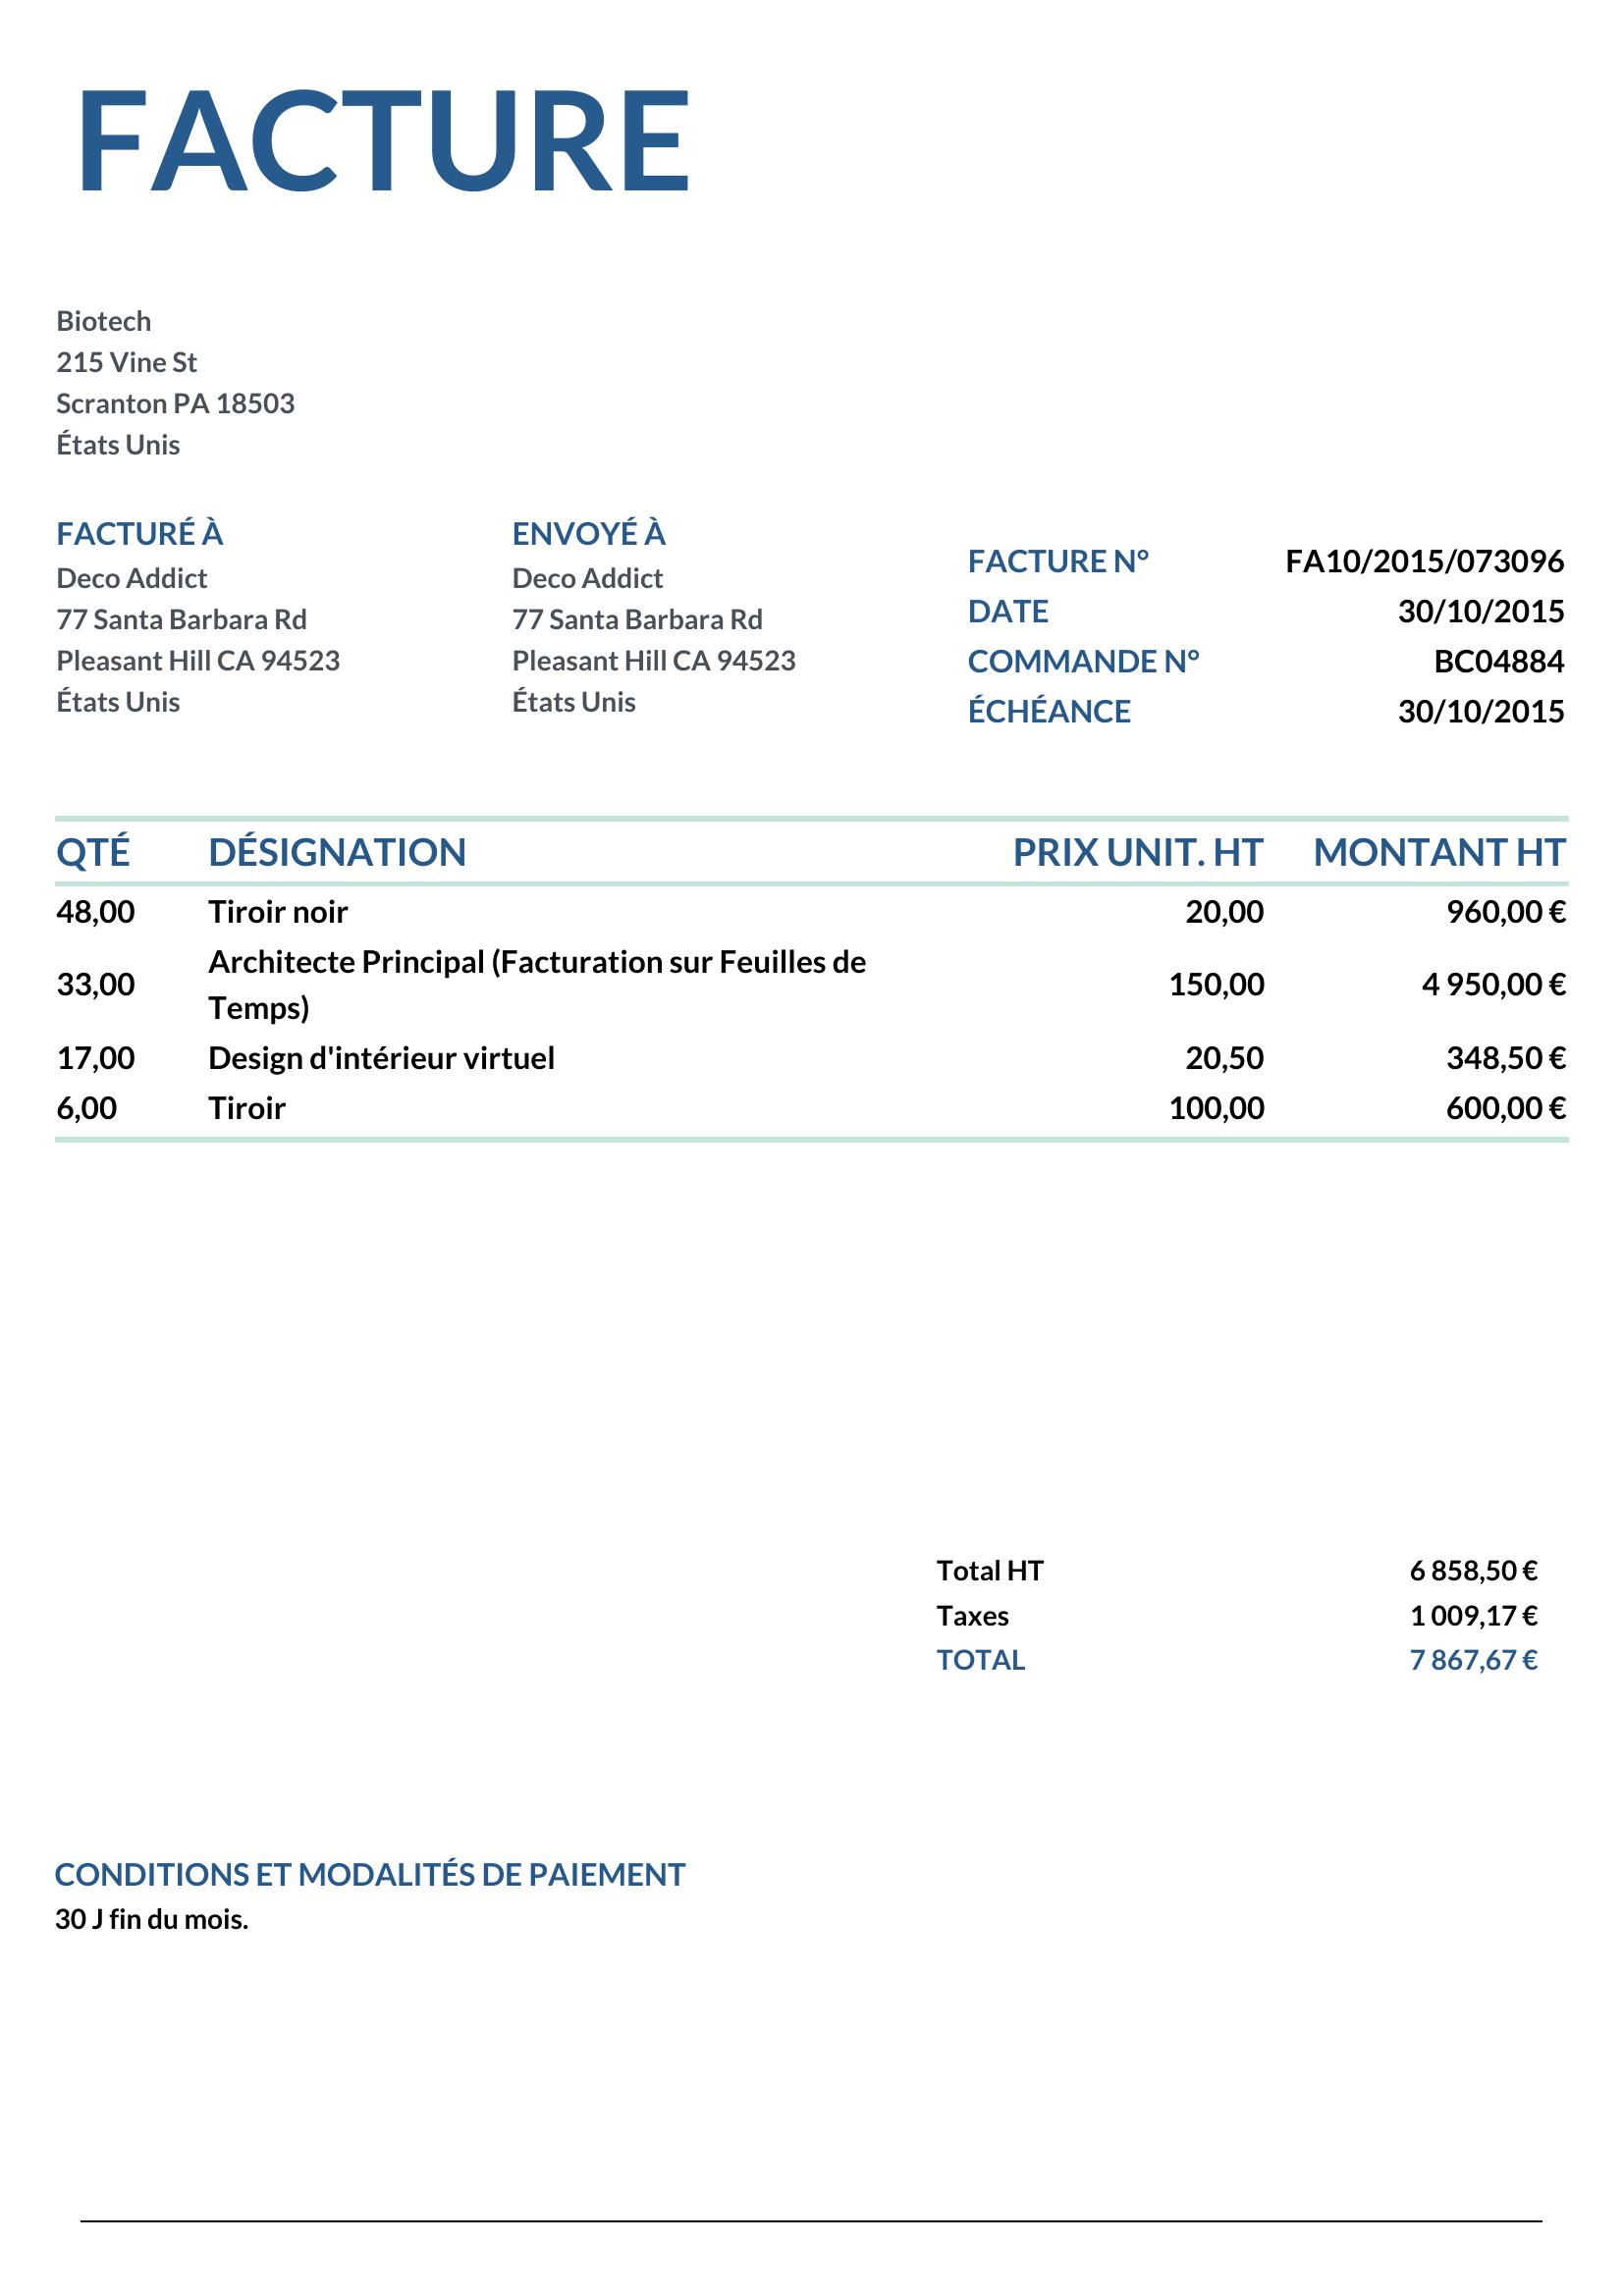 FACTURE
Biotech
215 Vine St
Scranton PA 18503
États Unis
FACTURÉ À
Deco Addict
77 Santa Barbara Rd
Pleasant Hill CA 94523
États Unis
ENVOYÉ À
Deco Addict
77 Santa Barbara Rd
Pleasant Hill CA 94523
États Unis
FACTURE N° FA10/2015/073096
DATE 30/10/2015
COMMANDE N° BC04884
ÉCHÉANCE 30/10/2015
QTÉ DÉSIGNATION PRIX UNIT. HT MONTANT HT
48,00 Tiroir noir 20,00 960,00 €
33,00 Architecte Principal (Facturation sur Feuilles de
Temps) 150,00 4 950,00 €
17,00 Design d'intérieur virtuel 20,50 348,50 €
6,00 Tiroir 100,00 600,00 €
Total HT 6 858,50 €
Taxes 1 009,17 €
TOTAL 7 867,67 €
CONDITIONS ET MODALITÉS DE PAIEMENT
30 J fin du mois.